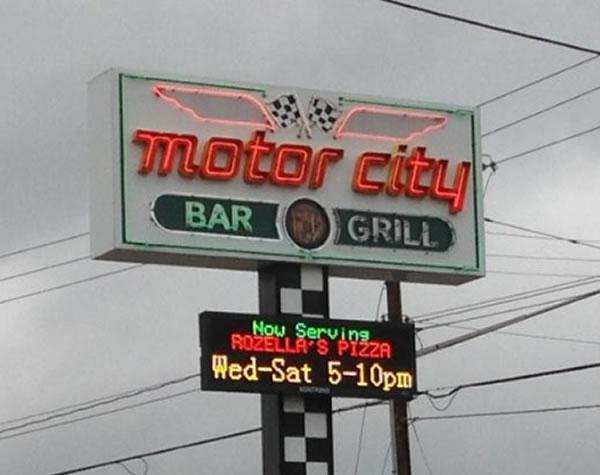 motor city
BAR GRILL
Now Serving
ROZELLA'S PIZZA
Wed-Sat 5-10pm